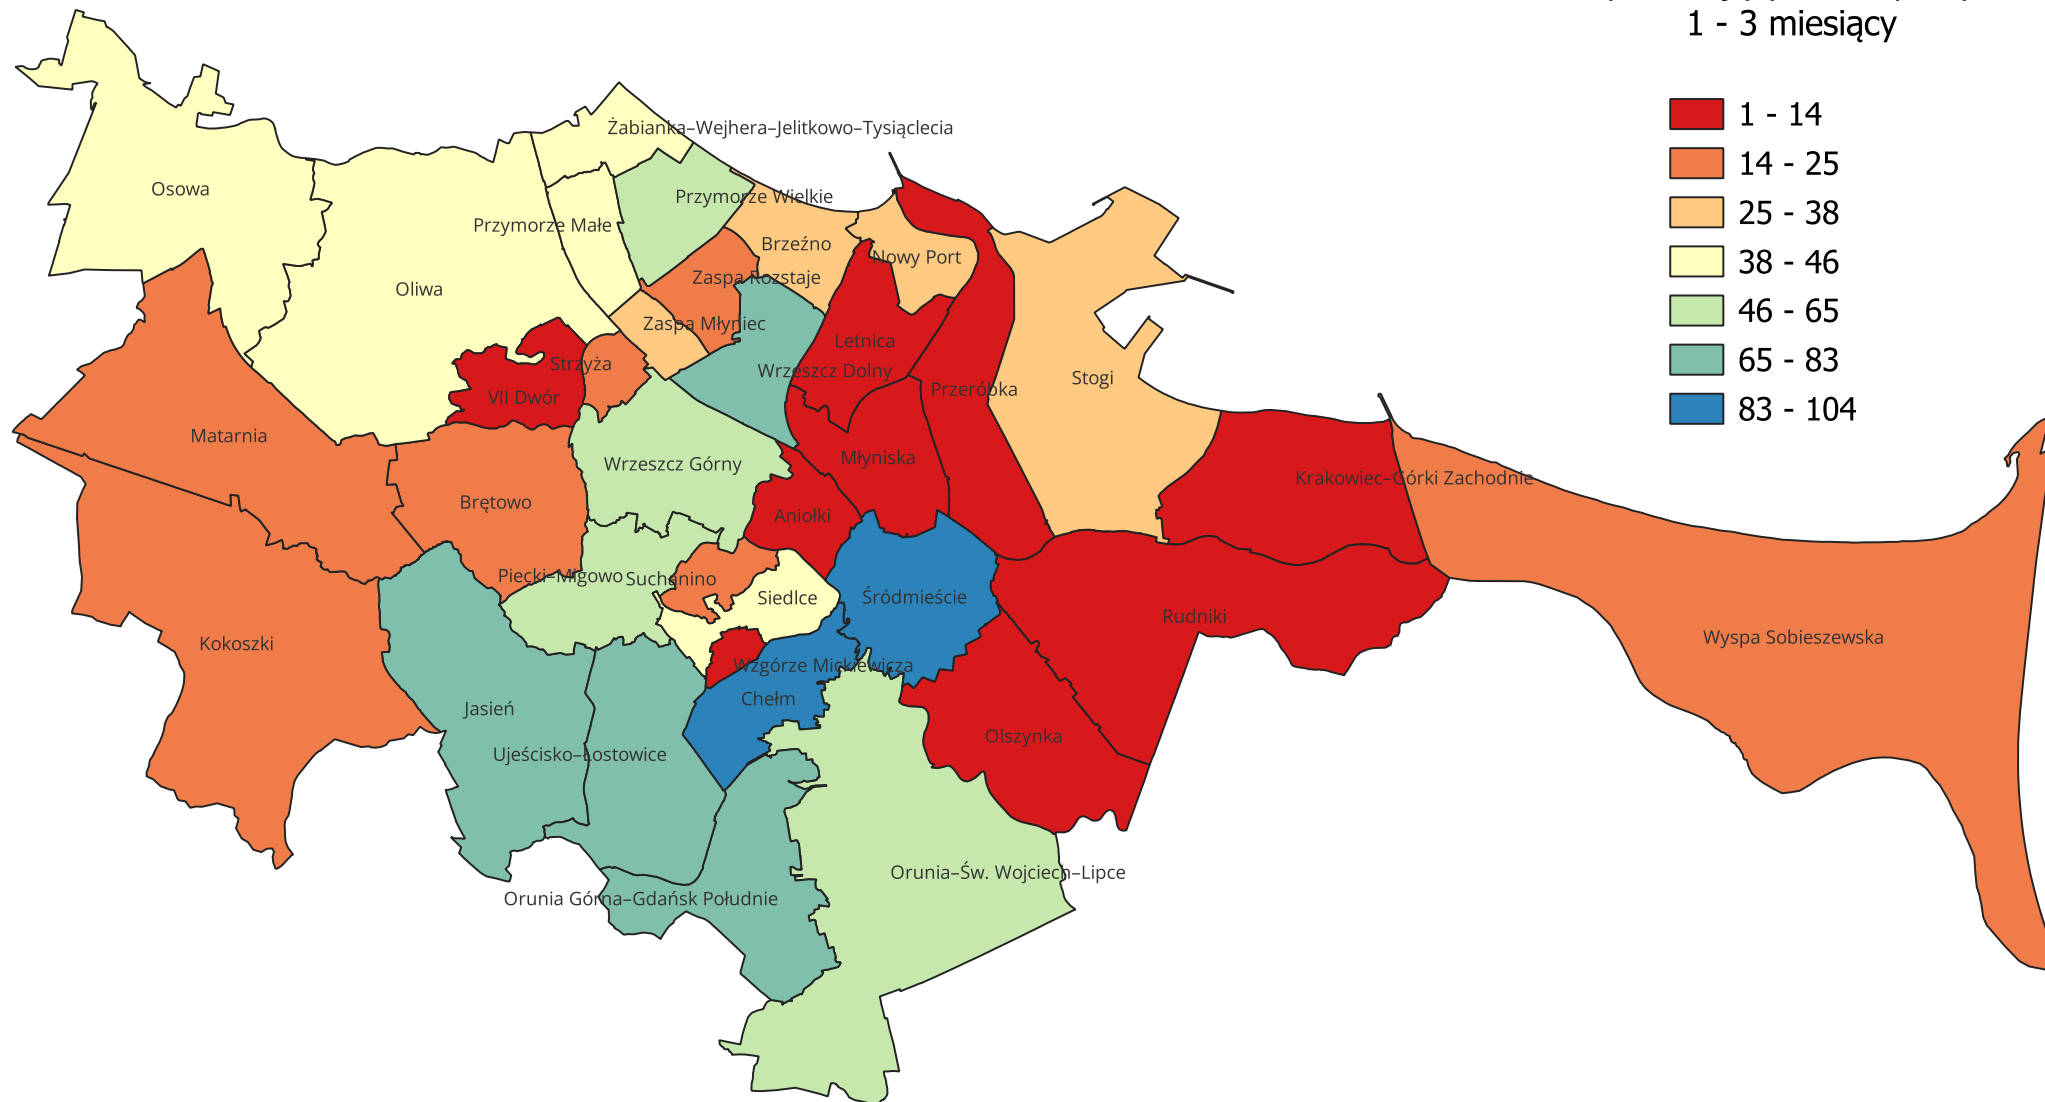 1 - 3 miesiący
1 - 14
14 - 25
25 - 38
38 - 46
46 - 65
65 - 83
83 - 104
Żabianka–Wejhera–Jelitkowo–Tysiąclecia
Osowa
Przymorze Wielkie
Przymorze Małe
Brzeźno
Nowy Port
Oliwa
Zaspa Rozstaje
Zaspa Młyniec
Letnica
Strzyża
Wrzeszcz Dolny
Stogi
Przeróbka
VII Dwór
Matarnia
Wrzeszcz Górny
Młyniska
Krakowiec–Górki Zachodnie
Brętowo
Aniołki
Piecki–Migowo
Suchanino
Siedlce
Śródmieście
Rudniki
Wyspa Sobieszewska
Kokoszki
Wzgórze Mickiewicza
Chełm
Jasień
Olszynka
Ujeścisko–Łostowice
Orunia–Św. Wojciech–Lipce
Orunia Górna–Gdańsk Południe